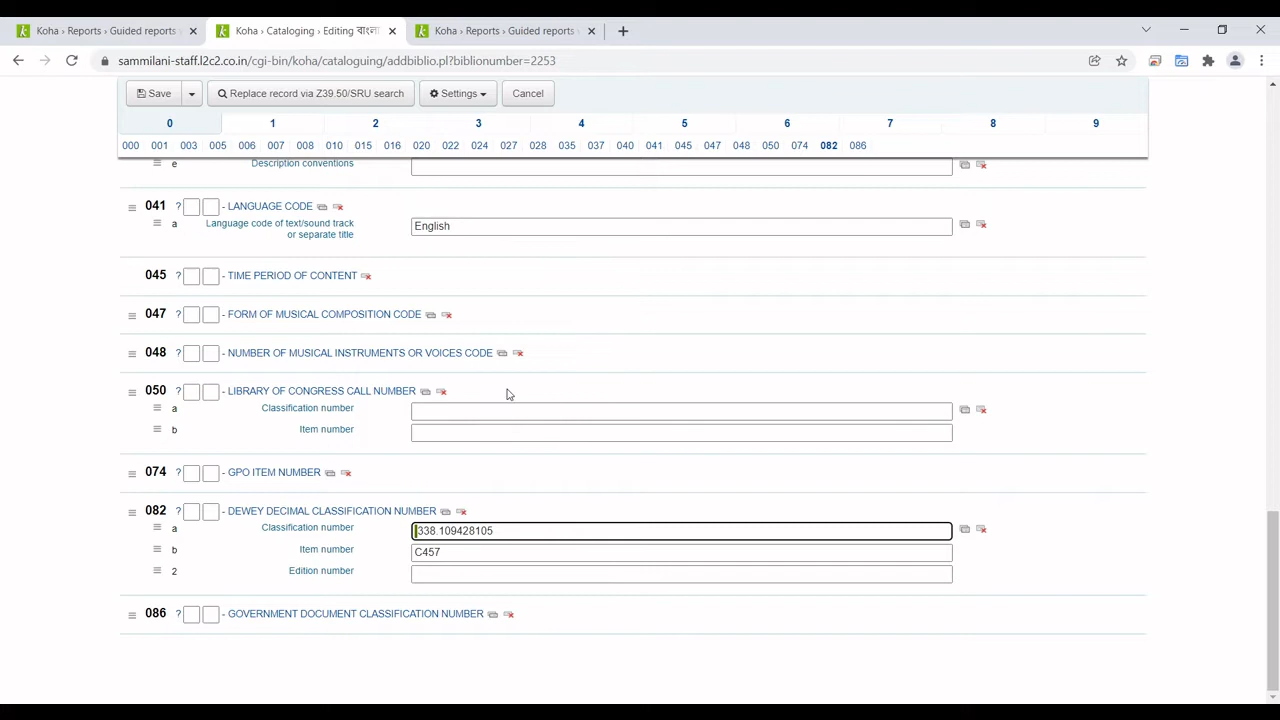 Koha › Reports › Guided reports
Koha › Cataloging › Editing বাংলা
Koha › Reports › Guided reports
sammilani-staff.l2c2.co.in/cgi-bin/koha/cataloguing/addbiblio.pl?biblionumber=2253
Save
Replace record via Z39.50/SRU search
Settings
Cancel
0 1 2 3 4 5 6 7 8 9
000 001 003 005 006 007 008 010 015 016 020 022 024 027 028 035 037 040 041 045 047 048 050 074 082 086
e Description conventions
041 ? - LANGUAGE CODE
a Language code of text/sound track or separate title English
045 ? - TIME PERIOD OF CONTENT
047 ? - FORM OF MUSICAL COMPOSITION CODE
048 ? - NUMBER OF MUSICAL INSTRUMENTS OR VOICES CODE
050 ? - LIBRARY OF CONGRESS CALL NUMBER
a Classification number
b Item number
074 ? - GPO ITEM NUMBER
082 ? - DEWEY DECIMAL CLASSIFICATION NUMBER
a Classification number 338.109428105
b Item number C457
2 Edition number
086 ? - GOVERNMENT DOCUMENT CLASSIFICATION NUMBER